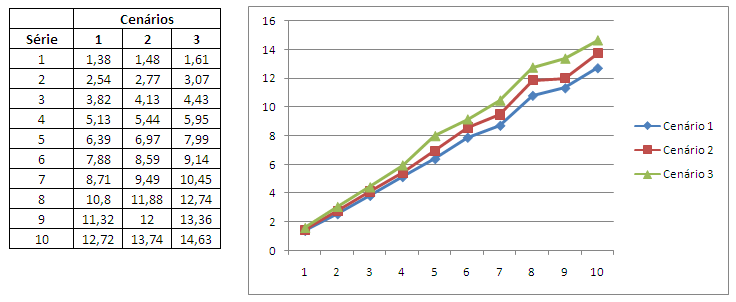 Cenários
Série 1 2 3
1 1,38 1,48 1,61
2 2,54 2,77 3,07
3 3,82 4,13 4,43
4 5,13 5,44 5,95
5 6,39 6,97 7,99
6 7,88 8,59 9,14
7 8,71 9,49 10,45
8 10,8 11,88 12,74
9 11,32 12 13,36
10 12,72 13,74 14,63
16
14
12
10
8
6
4
2
0
1 2 3 4 5 6 7 8 9 10
Cenário 1
Cenário 2
Cenário 3